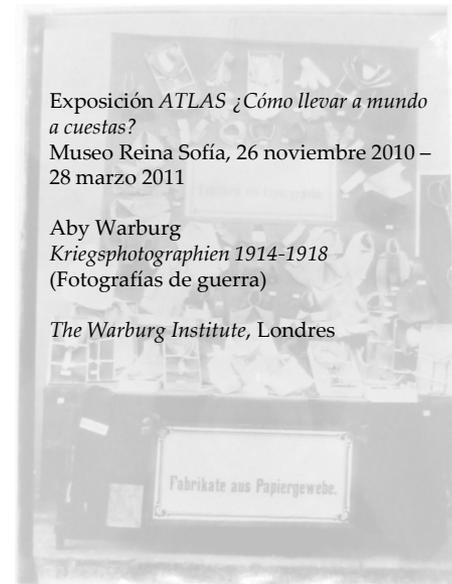 Exposición ATLAS ¿Cómo llevar a mundo
a cuestas?
Museo Reina Sofía, 26 noviembre 2010 –
28 marzo 2011
Aby Warburg
Kriegsphotographien 1914-1918
(Fotografías de guerra)
The Warburg Institute, Londres
Fabrikate aus Papiergewebe.